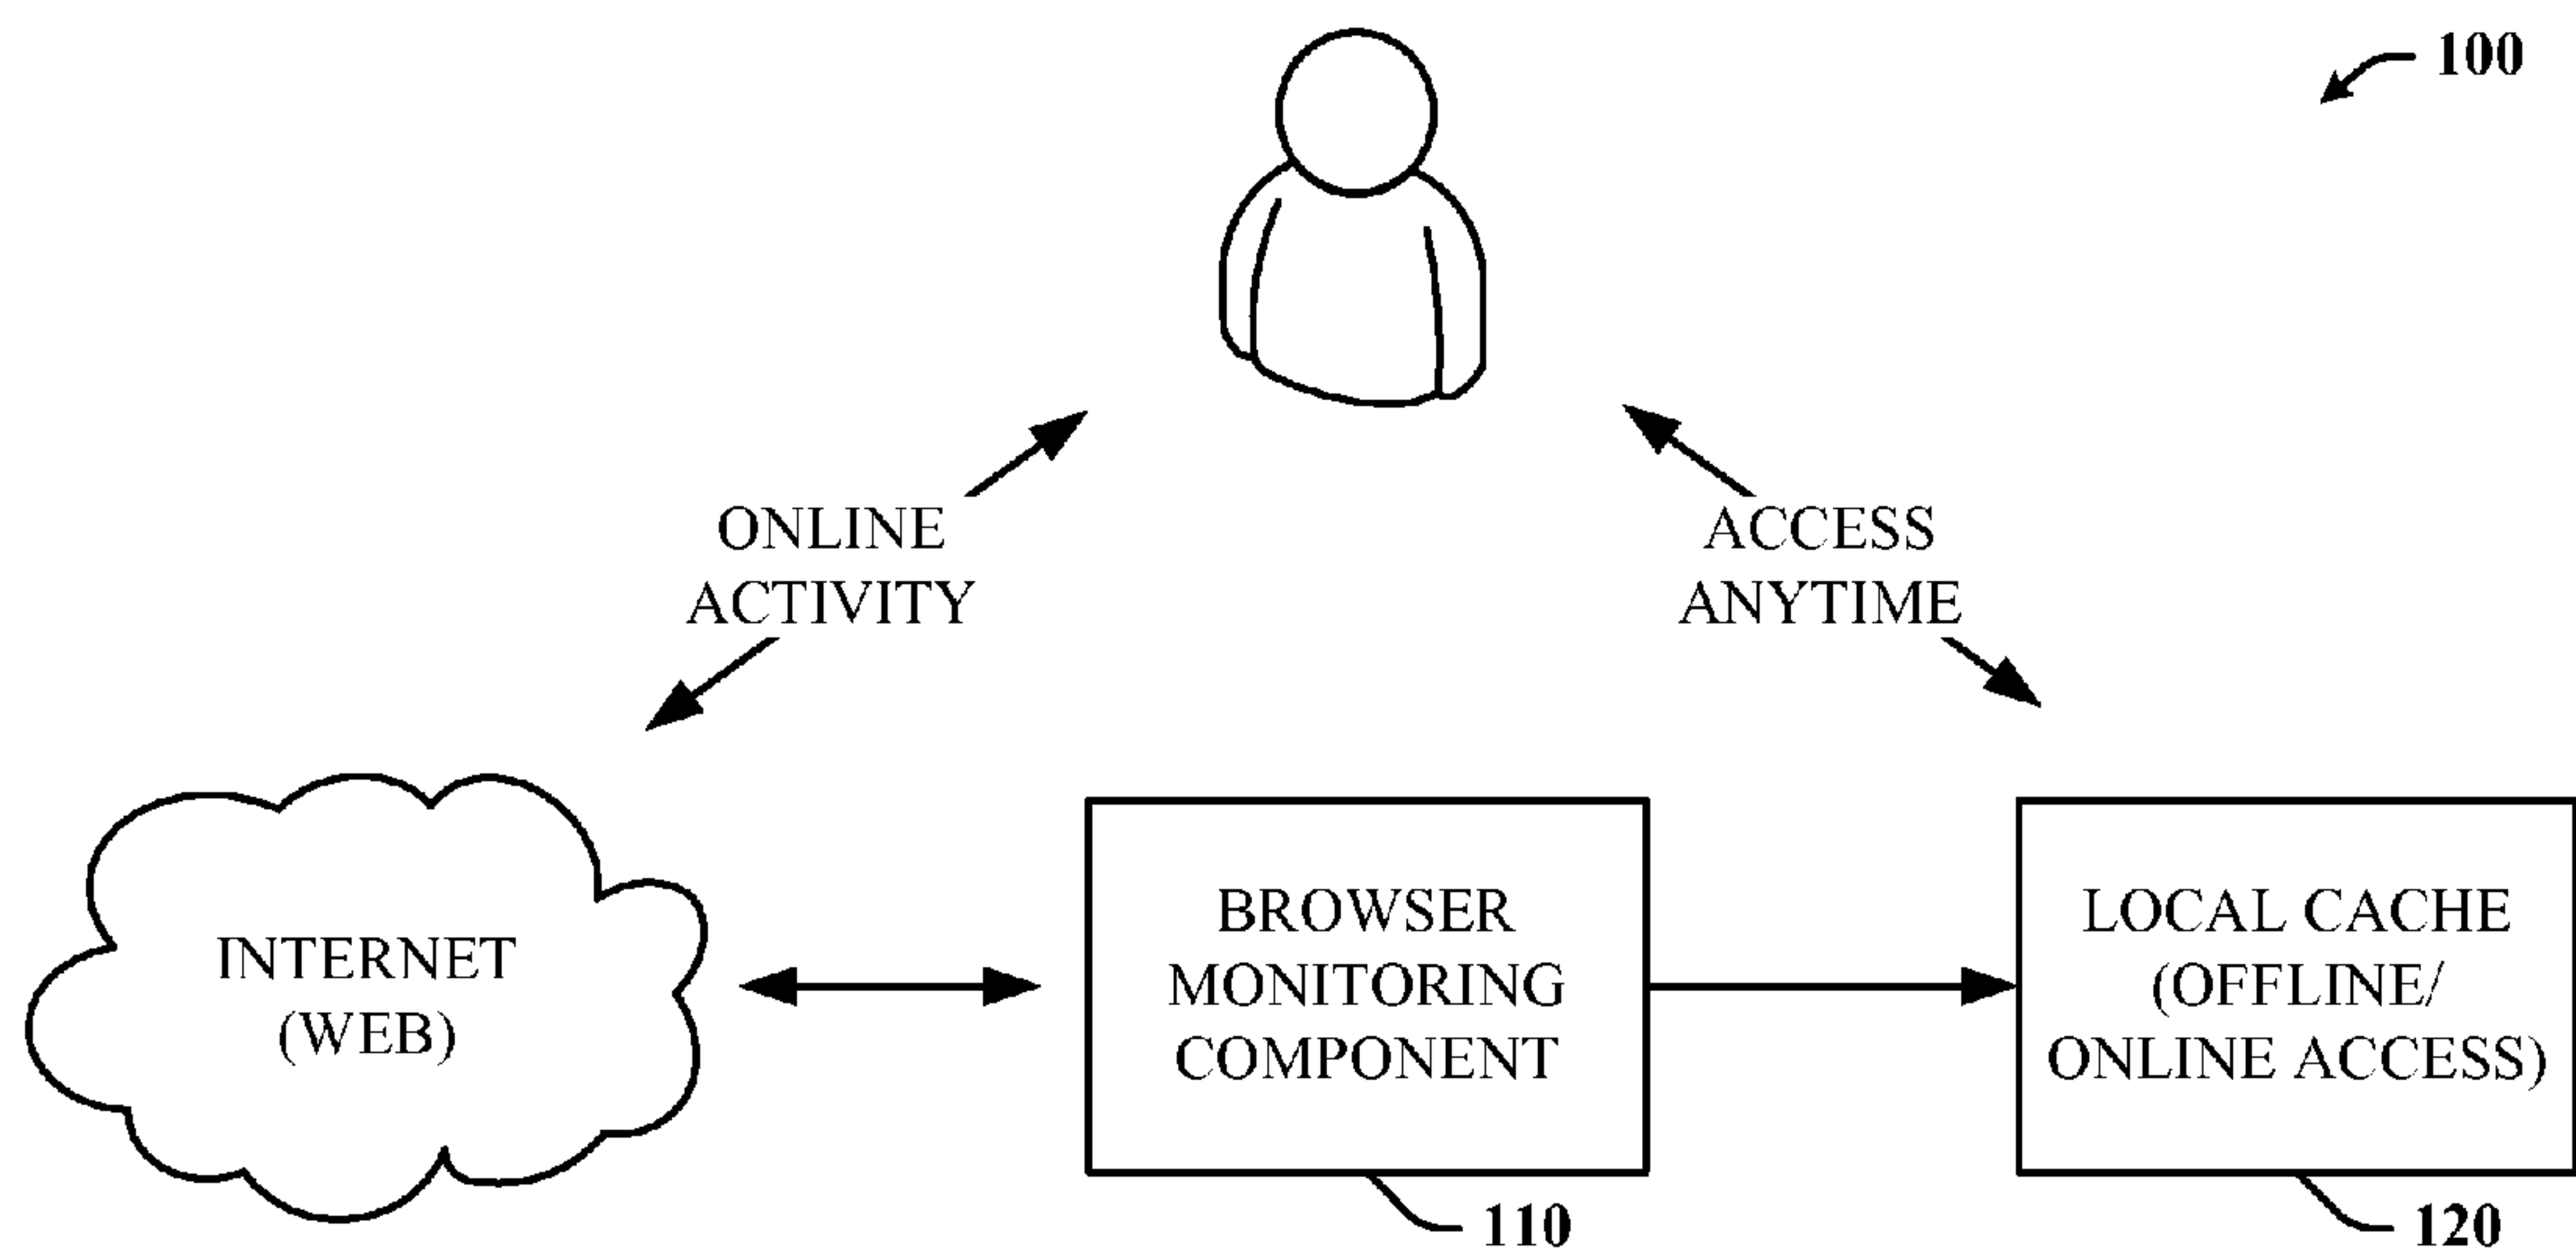 100
ONLINE
ACTIVITY
ACCESS
ANYTIME
INTERNET
(WEB)
BROWSER
MONITORING
COMPONENT
LOCAL CACHE
(OFFLINE/
ONLINE ACCESS)
110
120